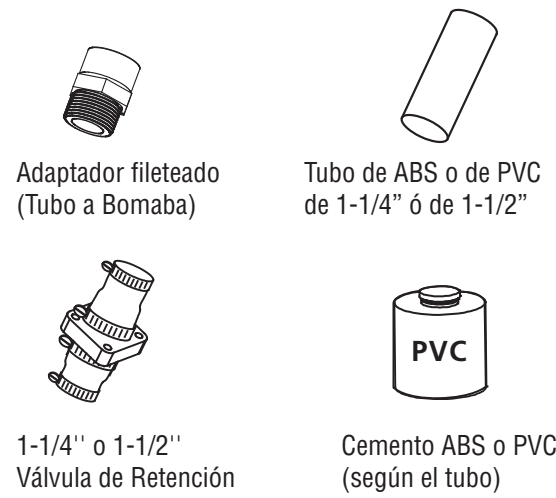 Adaptador fileteado
(Tubo a Bomaba)
Tubo de ABS o de PVC
de 1-1/4” ó de 1-1/2”
1-1/4'' o 1-1/2''
Válvula de Retención
PVC
Cemento ABS o PVC
(según el tubo)